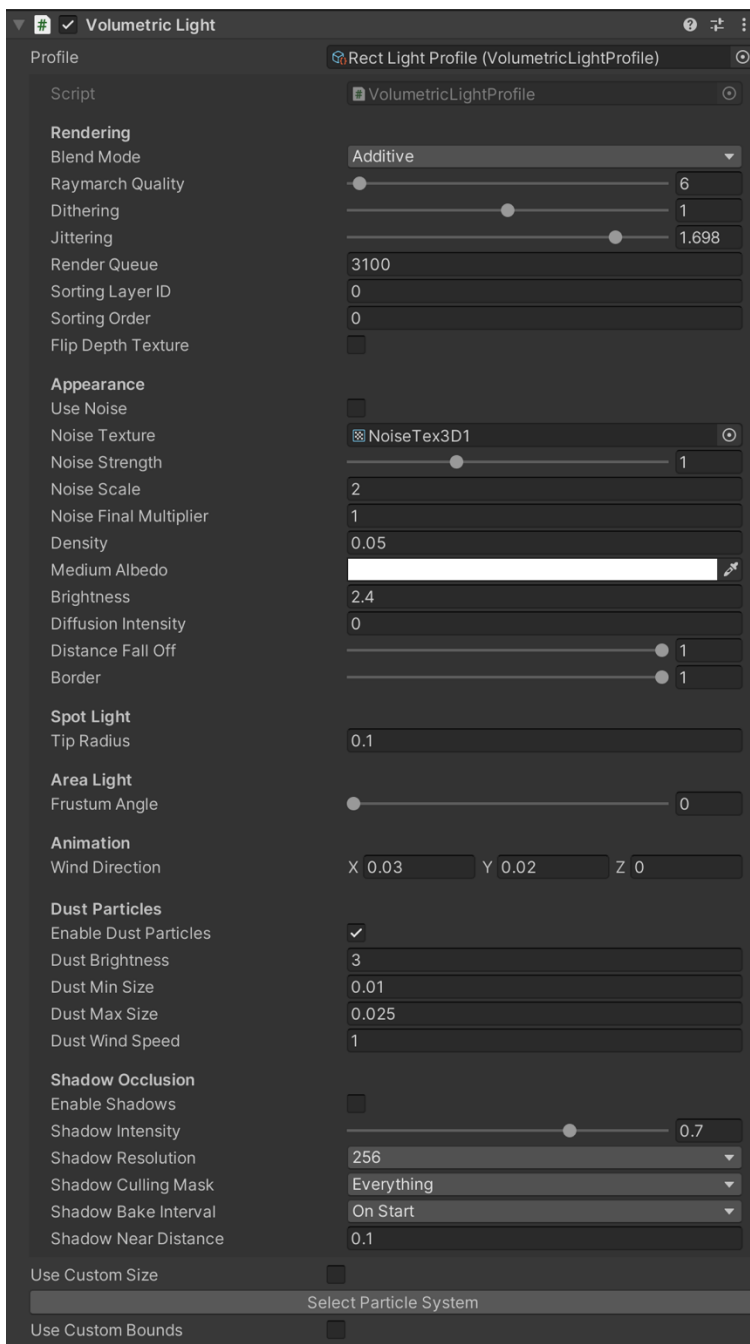 Volumetric Light
Profile Rect Light Profile (VolumetricLightProfile)
Script VolumetricLightProfile
Rendering
Blend Mode Additive
Raymarch Quality 6
Dithering 1
Jittering 1.698
Render Queue 3100
Sorting Layer ID 0
Sorting Order 0
Flip Depth Texture
Appearance
Use Noise
Noise Texture NoiseTex3D1
Noise Strength 1
Noise Scale 2
Noise Final Multiplier 1
Density 0.05
Medium Albedo
Brightness 2.4
Diffusion Intensity 0
Distance Fall Off 1
Border 1
Spot Light
Tip Radius 0.1
Area Light
Frustum Angle 0
Animation
Wind Direction X 0.03 Y 0.02 Z 0
Dust Particles
Enable Dust Particles
Dust Brightness 3
Dust Min Size 0.01
Dust Max Size 0.025
Dust Wind Speed 1
Shadow Occlusion
Enable Shadows
Shadow Intensity 0.7
Shadow Resolution 256
Shadow Culling Mask Everything
Shadow Bake Interval On Start
Shadow Near Distance 0.1
Use Custom Size
Select Particle System
Use Custom Bounds